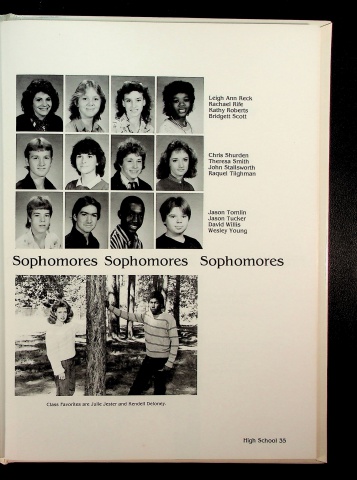 Leigh Ann Reck
Rachael Rife
Kathy Roberts
Bridgett Scott
Chris Shurden
Theresa Smith
John Stallsworth
Raquel Tilghman
Jason Tomlin
Jason Tucker
David Willis
Wesley Young
Sophomores Sophomores Sophomores
Class Favorites are Julie Jester and Rendell Deloney.
High School 35